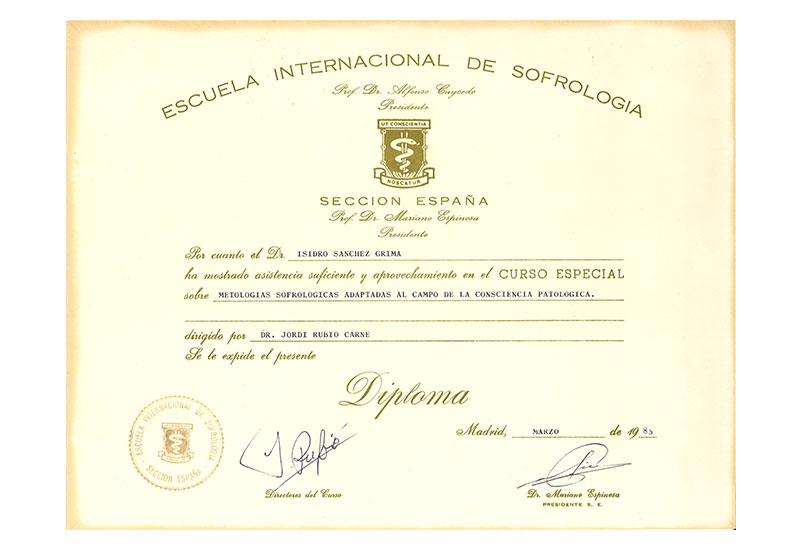 ESCUELA INTERNACIONAL DE SOFROLOGIA
Prof. Dr. Alfonso Caycedo
Presidente
UT CONSCIENTIA
NOSCATUR
SECCION ESPAÑA
Prof. Dr. Mariano Espinosa
Presidente
Por cuanto el Dr. ISIDRO SANCHEZ GRIMA
ha mostrado asistencia suficiente y aprovechamiento en el CURSO ESPECIAL
sobre METOLOGIAS SOFROLOGICAS ADAPTADAS AL CAMPO DE LA CONSCIENCIA PATOLOGICA.
dirigido por DR. JORDI RUBIO CARNE
Se le expide el presente
Diploma
Madrid, MARZO de 1983
ESCUELA INTERNACIONAL DE SOFROLOGIA
SECCION ESPAÑA
J Rubió
Directores del Curso
Dr. Mariano Espinosa
PRESIDENTE S. E.